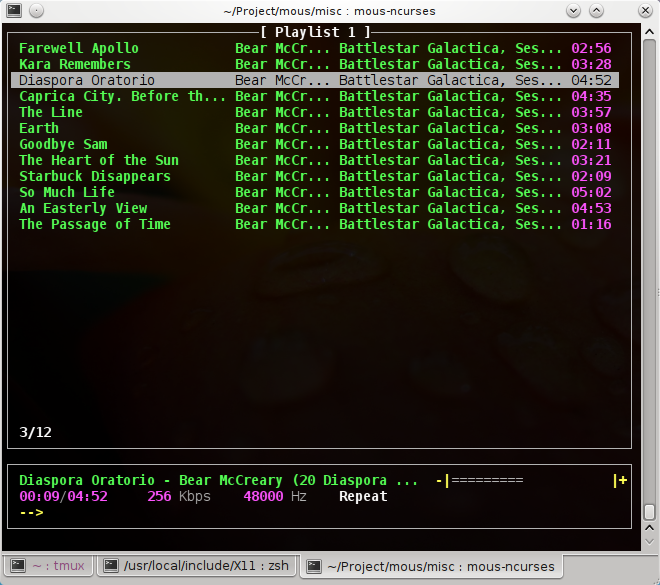 ~/Project/mous/misc : mous-ncurses
[ Playlist 1 ]
Farewell Apollo Bear McCr... Battlestar Galactica, Ses... 02:56
Kara Remembers Bear McCr... Battlestar Galactica, Ses... 03:28
Diaspora Oratorio Bear McCr... Battlestar Galactica, Ses... 04:52
Caprica City. Before th... Bear McCr... Battlestar Galactica, Ses... 04:35
The Line Bear McCr... Battlestar Galactica, Ses... 03:57
Earth Bear McCr... Battlestar Galactica, Ses... 03:08
Goodbye Sam Bear McCr... Battlestar Galactica, Ses... 02:11
The Heart of the Sun Bear McCr... Battlestar Galactica, Ses... 03:21
Starbuck Disappears Bear McCr... Battlestar Galactica, Ses... 02:09
So Much Life Bear McCr... Battlestar Galactica, Ses... 05:02
An Easterly View Bear McCr... Battlestar Galactica, Ses... 04:53
The Passage of Time Bear McCr... Battlestar Galactica, Ses... 01:16
3/12
Diaspora Oratorio - Bear McCreary (20 Diaspora ... -|========= |+
00:09/04:52 256 Kbps 48000 Hz Repeat
-->
~ : tmux /usr/local/include/X11 : zsh ~/Project/mous/misc : mous-ncurses